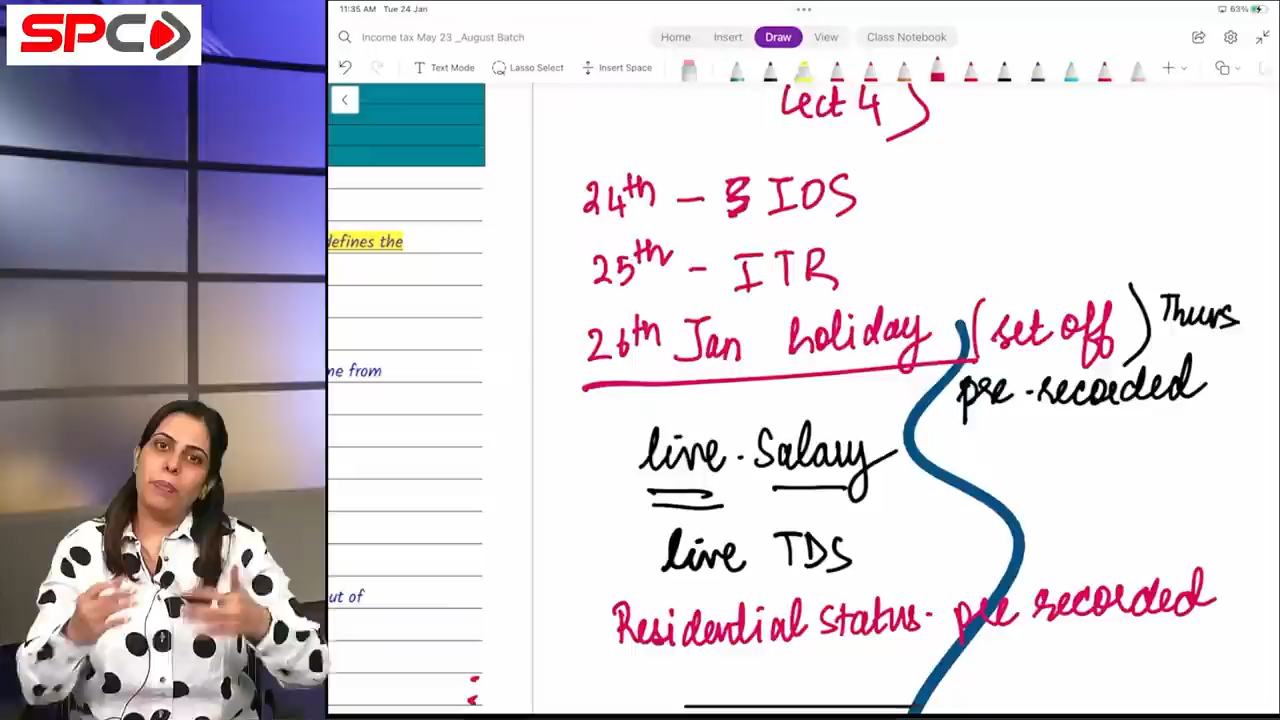 SPC
11:35 AM Tue 24 Jan
63%
Income tax May 23 _August Batch
Home Insert Draw View Class Notebook
Text Mode Lasso Select Insert Space
defines the
me from
ut of
Lect 4)
24th - 5 IOS
25th - ITR
26th Jan holiday (set off) Thurs
pre-recorded
live - Salary
live TDS
Residential status - pre recorded